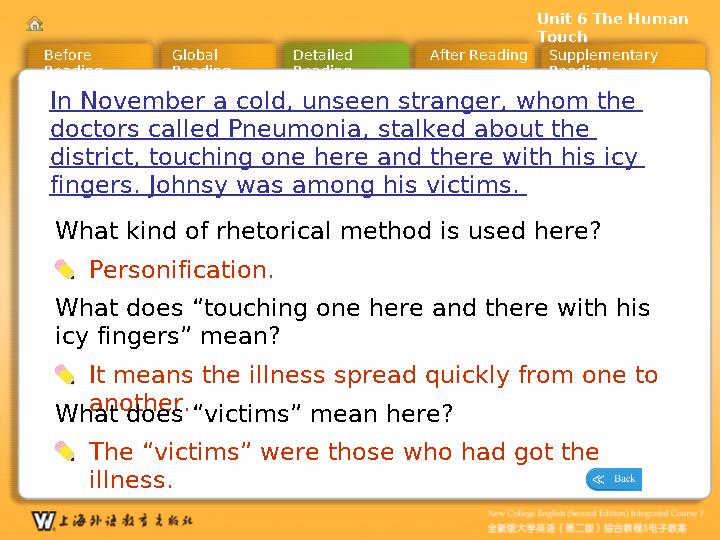 Unit 6 The Human
Touch
Before
Reading
Global
Reading
Detailed
Reading
After Reading
Supplementary
Reading
In November a cold, unseen stranger, whom the
doctors called Pneumonia, stalked about the
district, touching one here and there with his icy
fingers. Johnsy was among his victims.
What kind of rhetorical method is used here?
Personification.
What does “touching one here and there with his
icy fingers” mean?
It means the illness spread quickly from one to
another.
What does “victims” mean here?
The “victims” were those who had got the
illness.
Back
上海外语教育出版社
New College English (Second Edition) Integrated Course 3
全新版大学英语（第二版）综合教程3电子教案